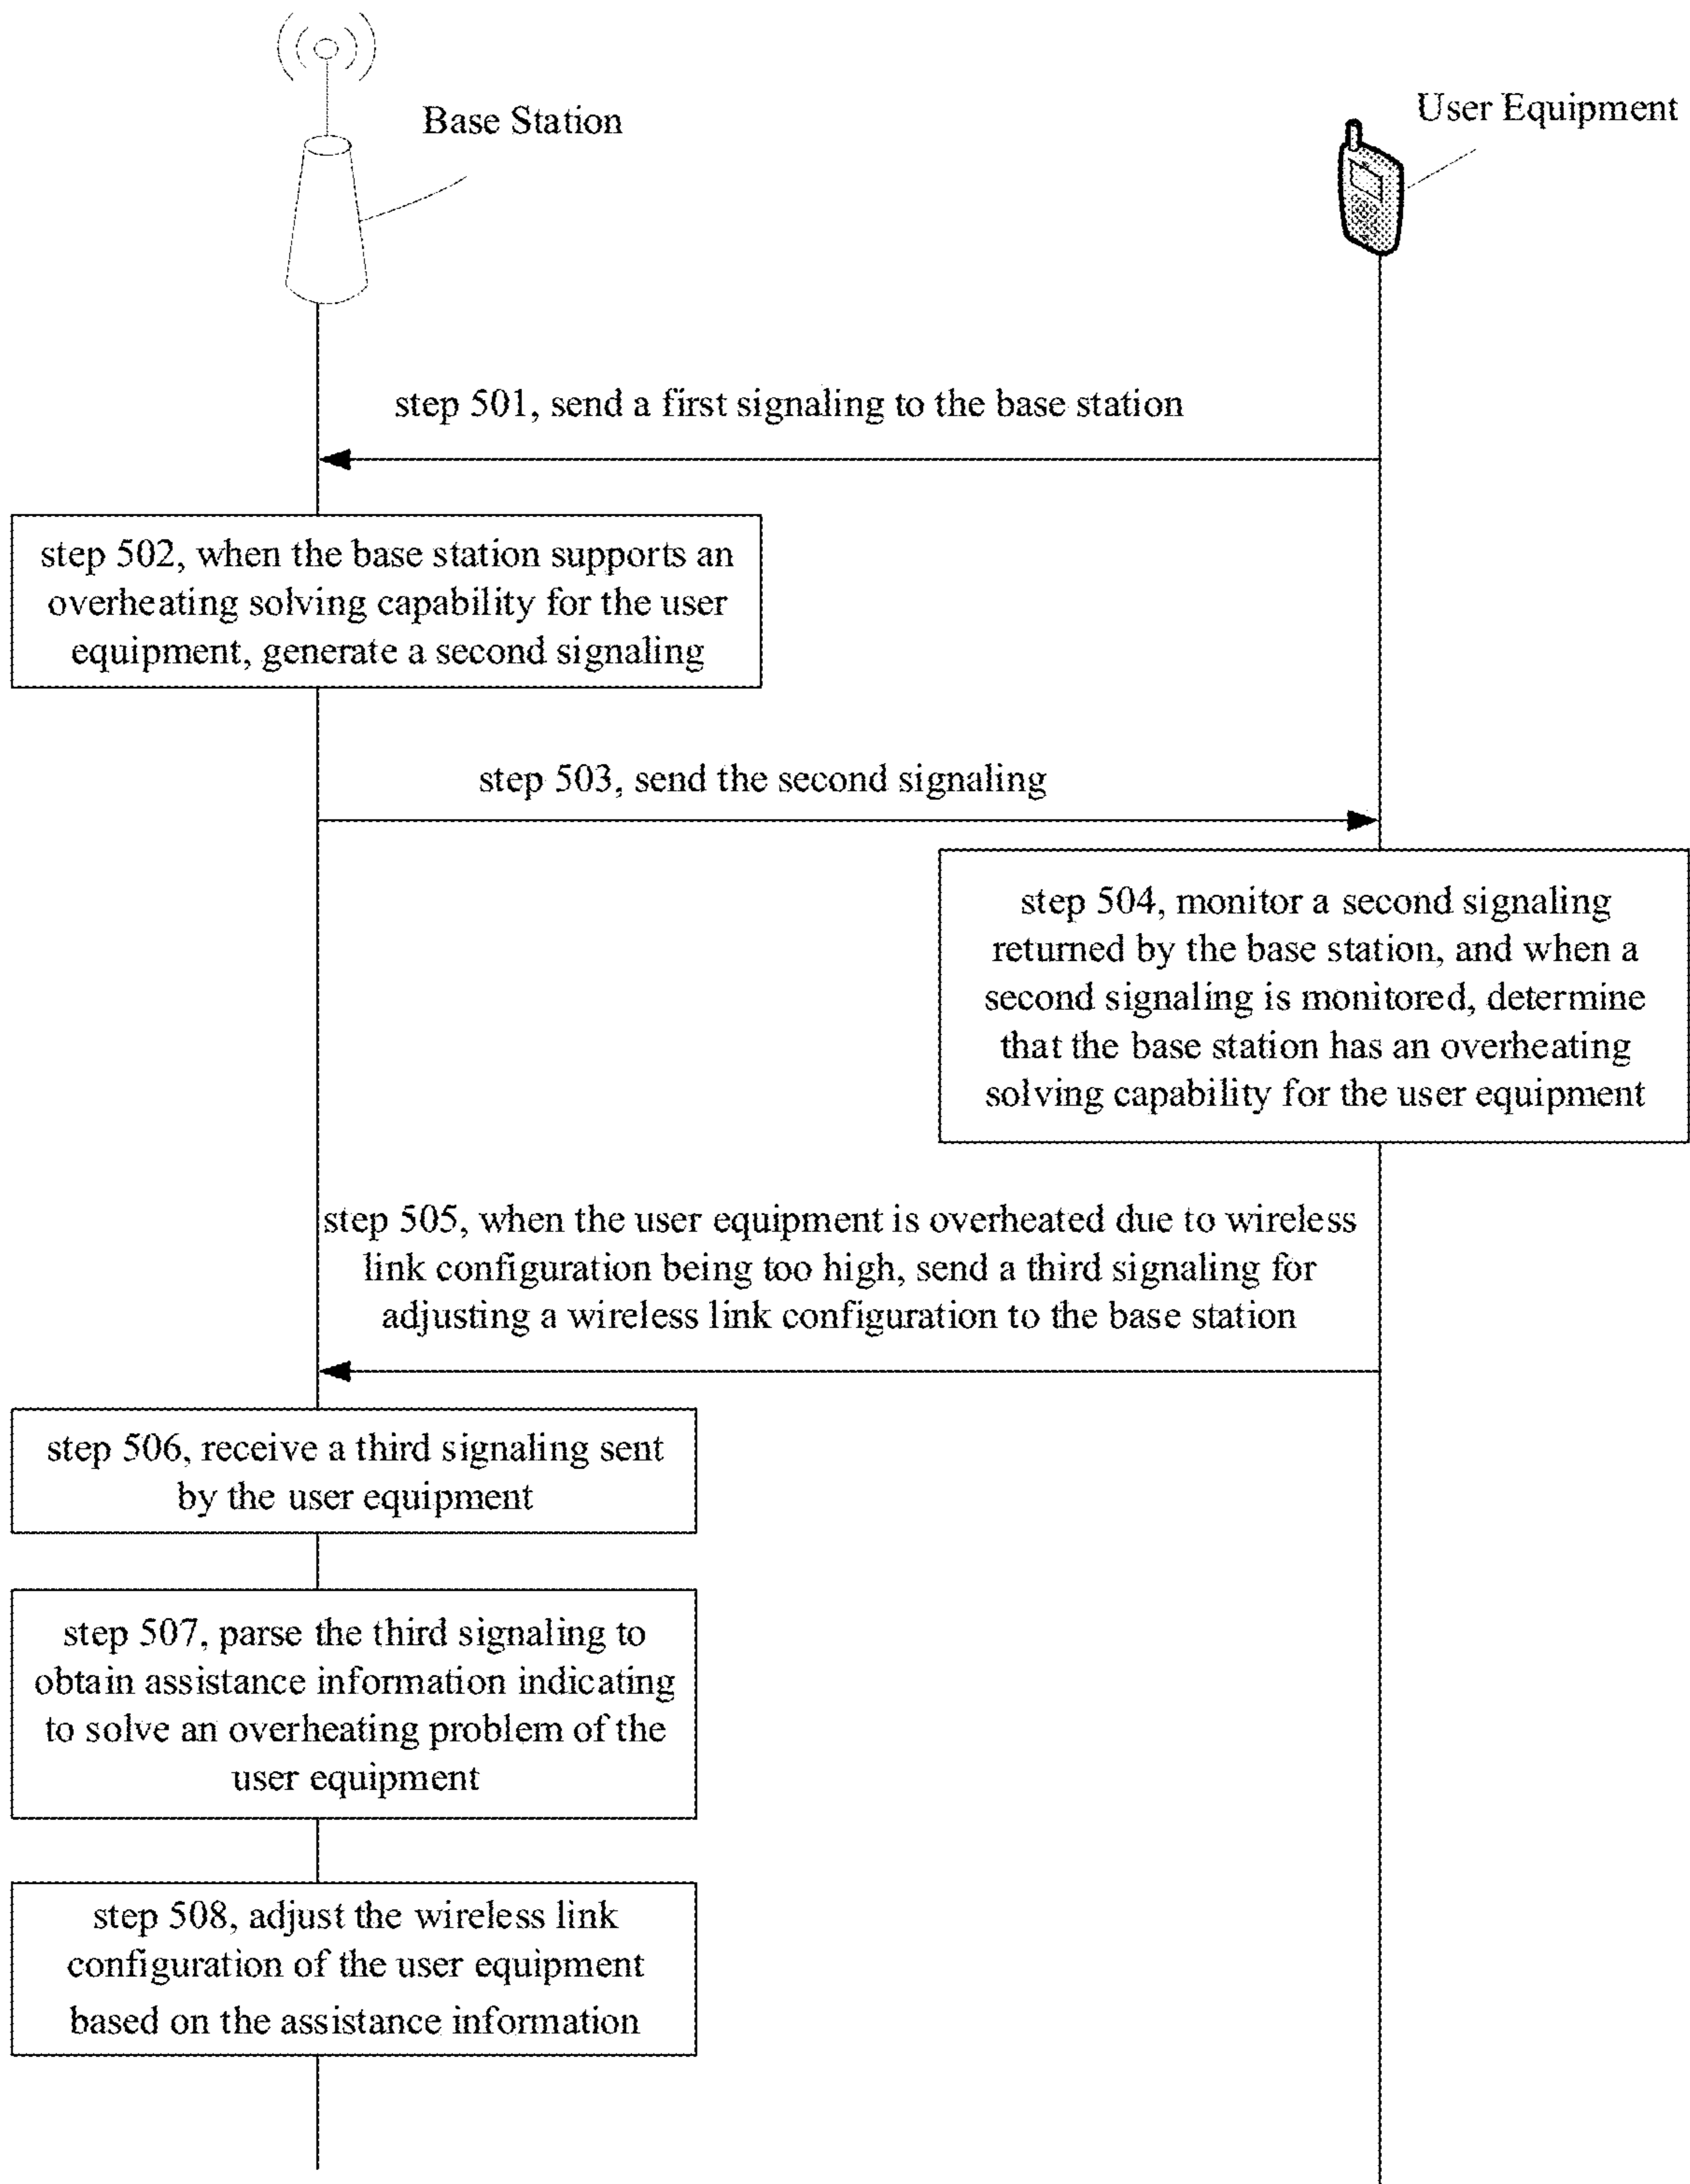 Base Station
User Equipment
step 501, send a first signaling to the base station
step 502, when the base station supports an
overheating solving capability for the user
equipment, generate a second signaling
step 503, send the second signaling
step 504, monitor a second signaling
returned by the base station, and when a
second signaling is monitored, determine
that the base station has an overheating
solving capability for the user equipment
step 505, when the user equipment is overheated due to wireless
link configuration being too high, send a third signaling for
adjusting a wireless link configuration to the base station
step 506, receive a third signaling sent
by the user equipment
step 507, parse the third signaling to
obtain assistance information indicating
to solve an overheating problem of the
user equipment
step 508, adjust the wireless link
configuration of the user equipment
based on the assistance information